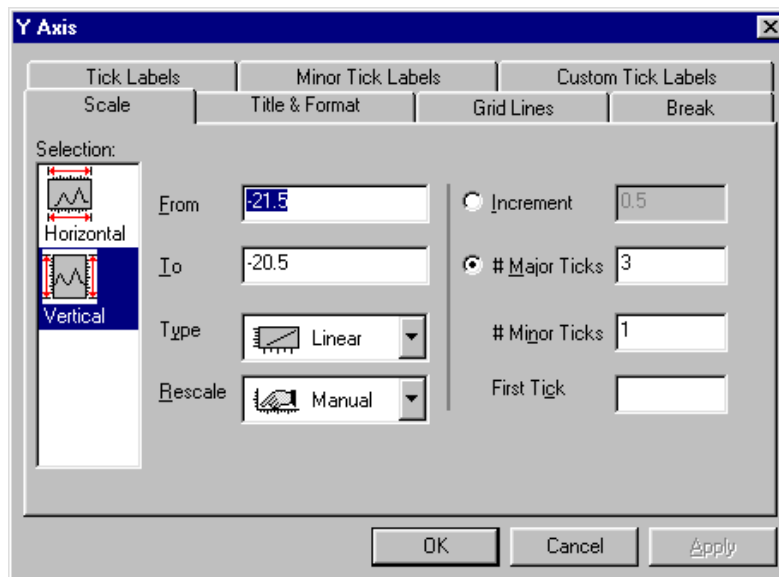 Y Axis
Tick Labels
Minor Tick Labels
Custom Tick Labels
Scale
Title & Format
Grid Lines
Break
Selection:
Horizontal
Vertical
From
-21.5
To
-20.5
Type
Linear
Rescale
Manual
Increment
0.5
# Major Ticks
3
# Minor Ticks
1
First Tick
OK
Cancel
Apply